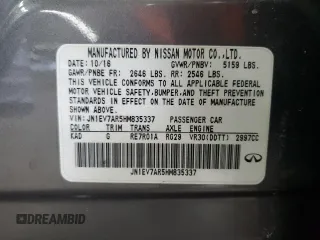 MANUFACTURED BY NISSAN MOTOR CO.,LTD.
DATE: 10/16 GVWR/PNBV: 5159 LBS.
GAWR/PNBE FR: 2646 LBS. RR: 2546 LBS.
THIS VEHICLE CONFORMS TO ALL APPLICABLE FEDERAL
MOTOR VEHICLE SAFETY,BUMPER,AND THEFT PREVENTION
STANDARDS IN EFFECT ON THE DATE OF MANUFACTURE
SHOWN ABOVE.
VIN: JN1EV7AR5HM835337 PASSENGER CAR
COLOR TRIM TRANS AXLE ENGINE
KAD G RE7R01A RG29 VR30(DDTT) 2997CC
JN1EV7AR5HM835337
INFINITI
DREAMBID